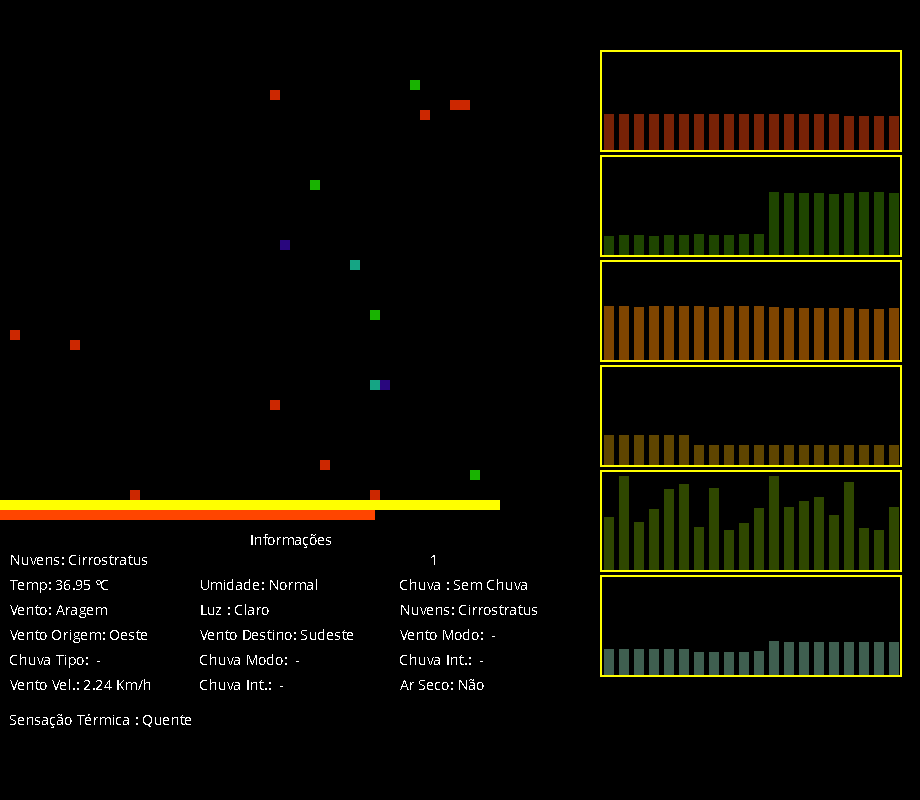 Informações
Nuvens: Cirrostratus 1
Temp: 36.95 ºC Umidade: Normal Chuva : Sem Chuva
Vento: Aragem Luz : Claro Nuvens: Cirrostratus
Vento Origem: Oeste Vento Destino: Sudeste Vento Modo: -
Chuva Tipo: - Chuva Modo: - Chuva Int.: -
Vento Vel.: 2.24 Km/h Chuva Int.: - Ar Seco: Não
Sensação Térmica : Quente